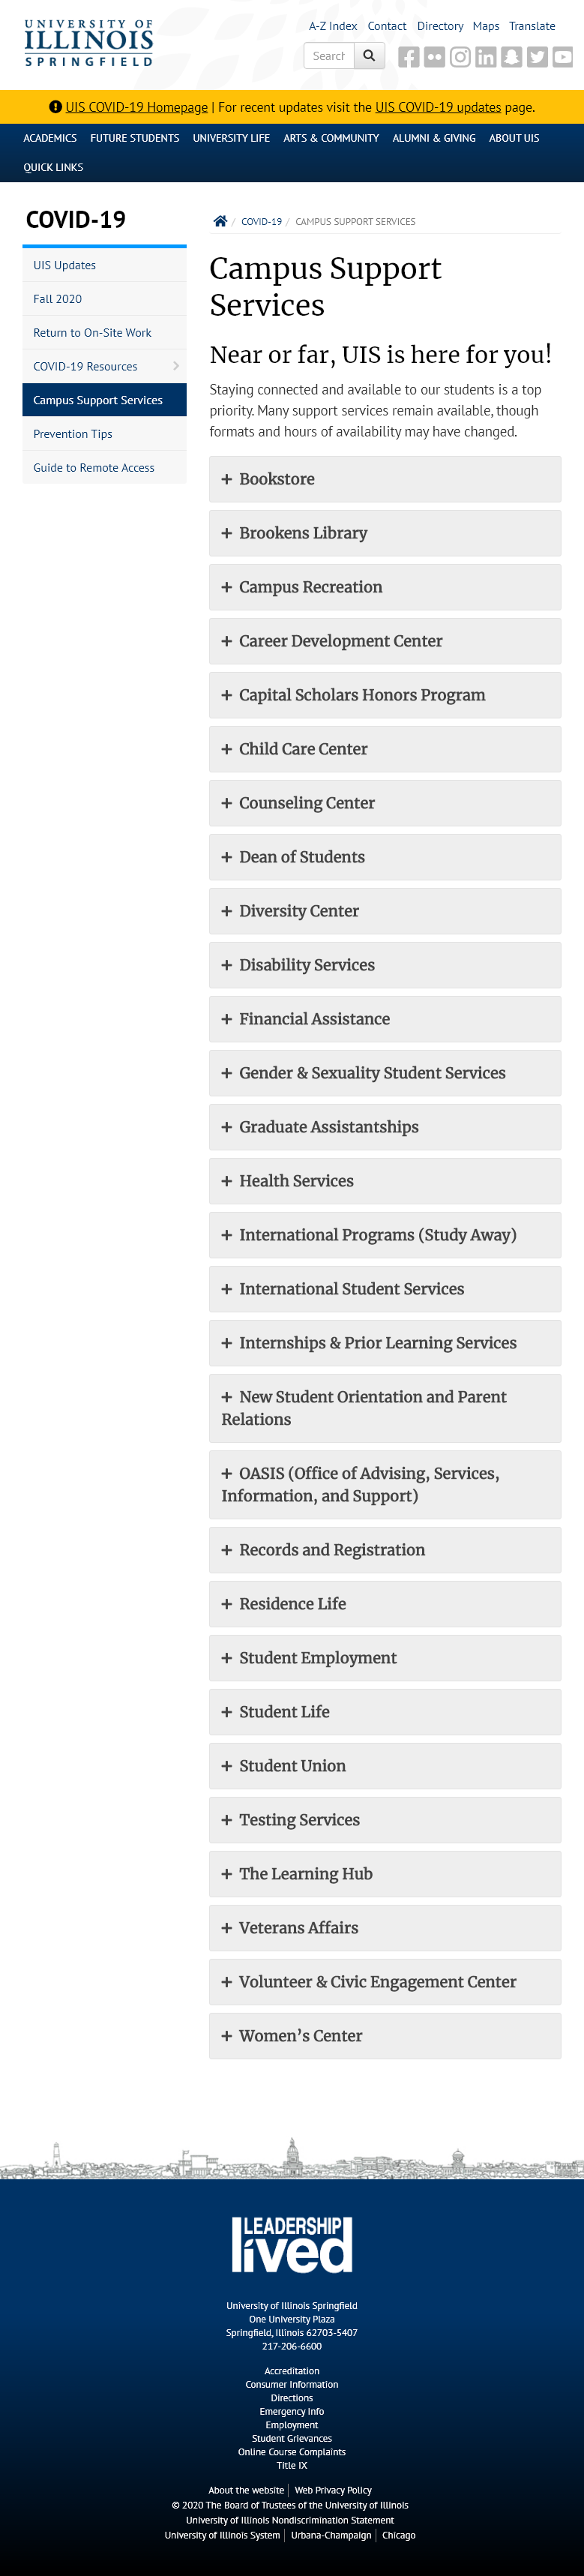 UNIVERSITY OF
ILLINOIS
SPRINGFIELD
A-Z Index Contact Directory Maps Translate
Search
UIS COVID-19 Homepage | For recent updates visit the UIS COVID-19 updates page.
ACADEMICS FUTURE STUDENTS UNIVERSITY LIFE ARTS & COMMUNITY ALUMNI & GIVING ABOUT UIS
QUICK LINKS
COVID-19
UIS Updates
Fall 2020
Return to On-Site Work
COVID-19 Resources
Campus Support Services
Prevention Tips
Guide to Remote Access
/ COVID-19 / CAMPUS SUPPORT SERVICES
Campus Support
Services
Near or far, UIS is here for you!
Staying connected and available to our students is a top
priority. Many support services remain available, though
formats and hours of availability may have changed.
+ Bookstore
+ Brookens Library
+ Campus Recreation
+ Career Development Center
+ Capital Scholars Honors Program
+ Child Care Center
+ Counseling Center
+ Dean of Students
+ Diversity Center
+ Disability Services
+ Financial Assistance
+ Gender & Sexuality Student Services
+ Graduate Assistantships
+ Health Services
+ International Programs (Study Away)
+ International Student Services
+ Internships & Prior Learning Services
+ New Student Orientation and Parent
Relations
+ OASIS (Office of Advising, Services,
Information, and Support)
+ Records and Registration
+ Residence Life
+ Student Employment
+ Student Life
+ Student Union
+ Testing Services
+ The Learning Hub
+ Veterans Affairs
+ Volunteer & Civic Engagement Center
+ Women’s Center
LEADERSHIP
lived
University of Illinois Springfield
One University Plaza
Springfield, Illinois 62703-5407
217-206-6600
Accreditation
Consumer Information
Directions
Emergency Info
Employment
Student Grievances
Online Course Complaints
Title IX
About the website | Web Privacy Policy
© 2020 The Board of Trustees of the University of Illinois
University of Illinois Nondiscrimination Statement
University of Illinois System | Urbana-Champaign | Chicago